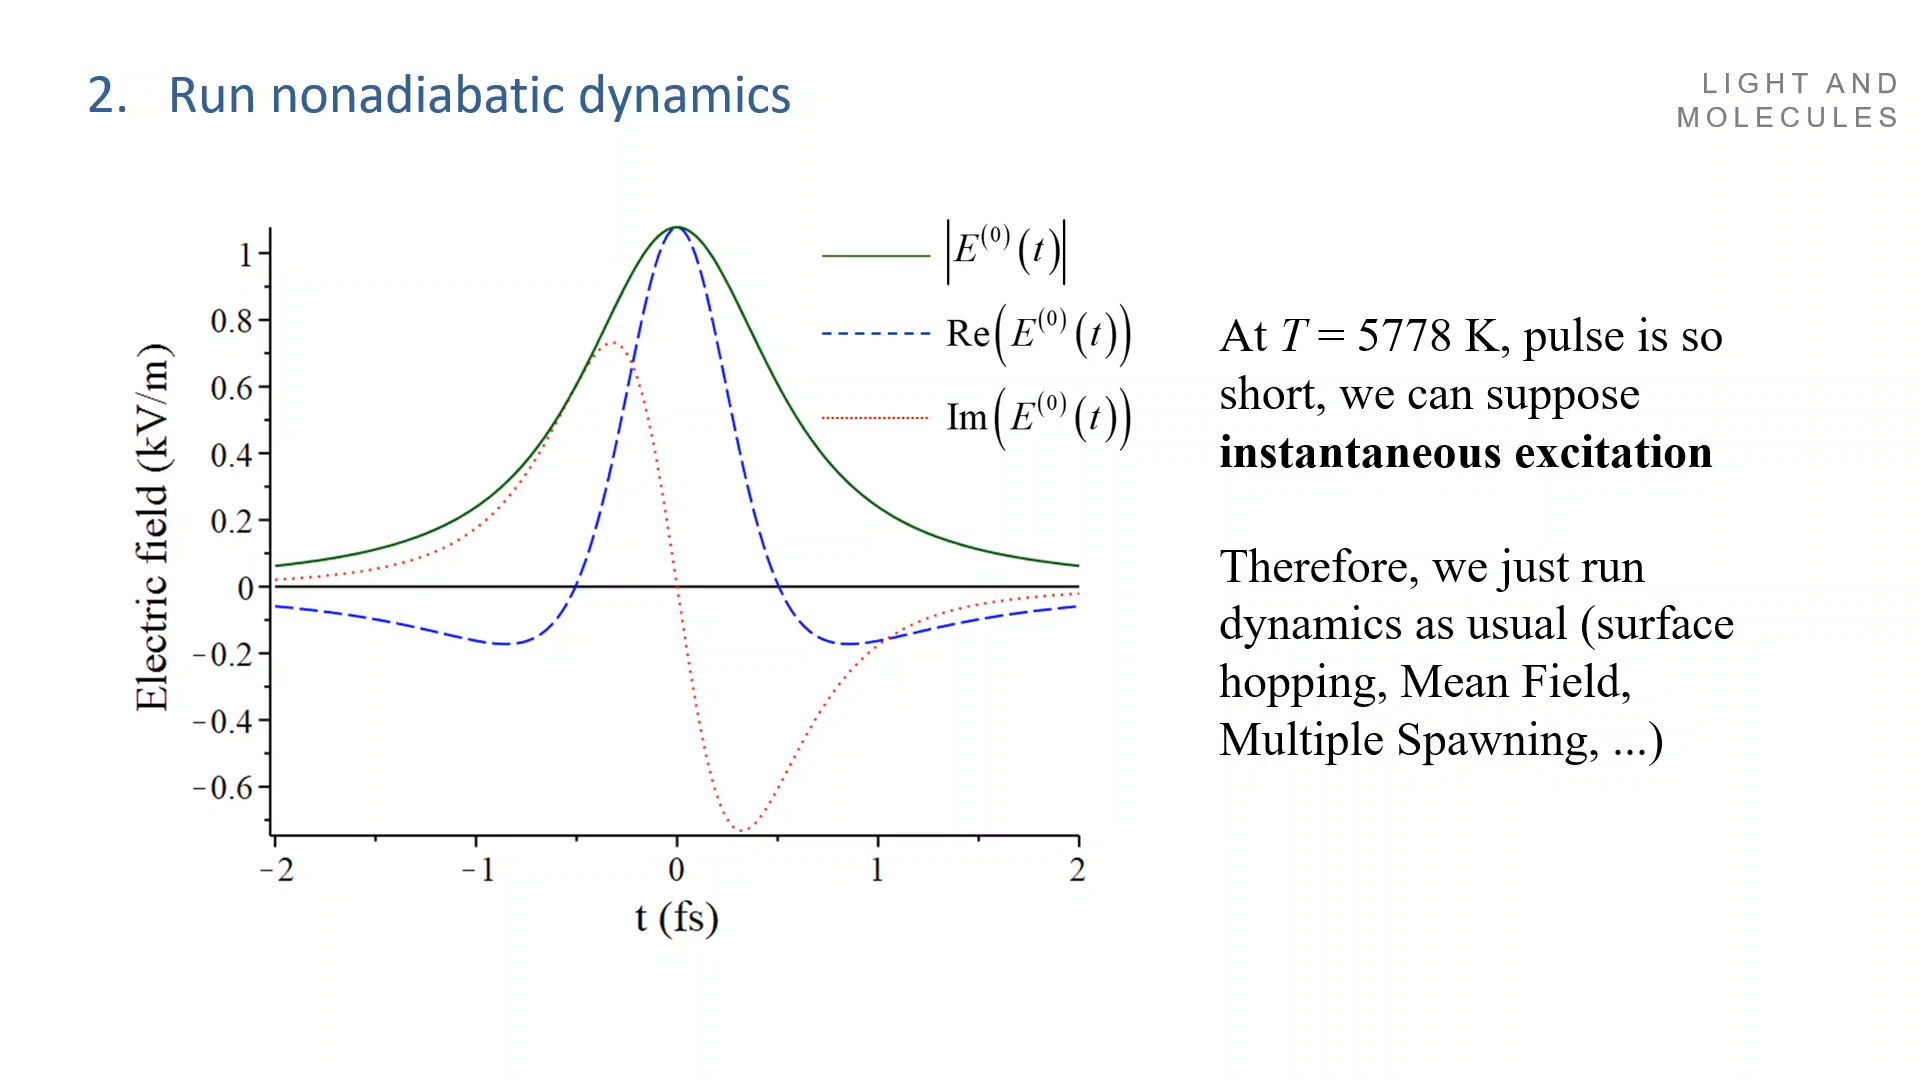 2. Run nonadiabatic dynamics
LIGHT AND
MOLECULES
|E^(0)(t)|
Re(E^(0)(t))
Im(E^(0)(t))
1
0.8
0.6
0.4
0.2
0
−0.2
−0.4
−0.6
Electric field (kV/m)
−2
−1
0
1
2
t (fs)
At T = 5778 K, pulse is so
short, we can suppose
instantaneous excitation
Therefore, we just run
dynamics as usual (surface
hopping, Mean Field,
Multiple Spawning, ...)